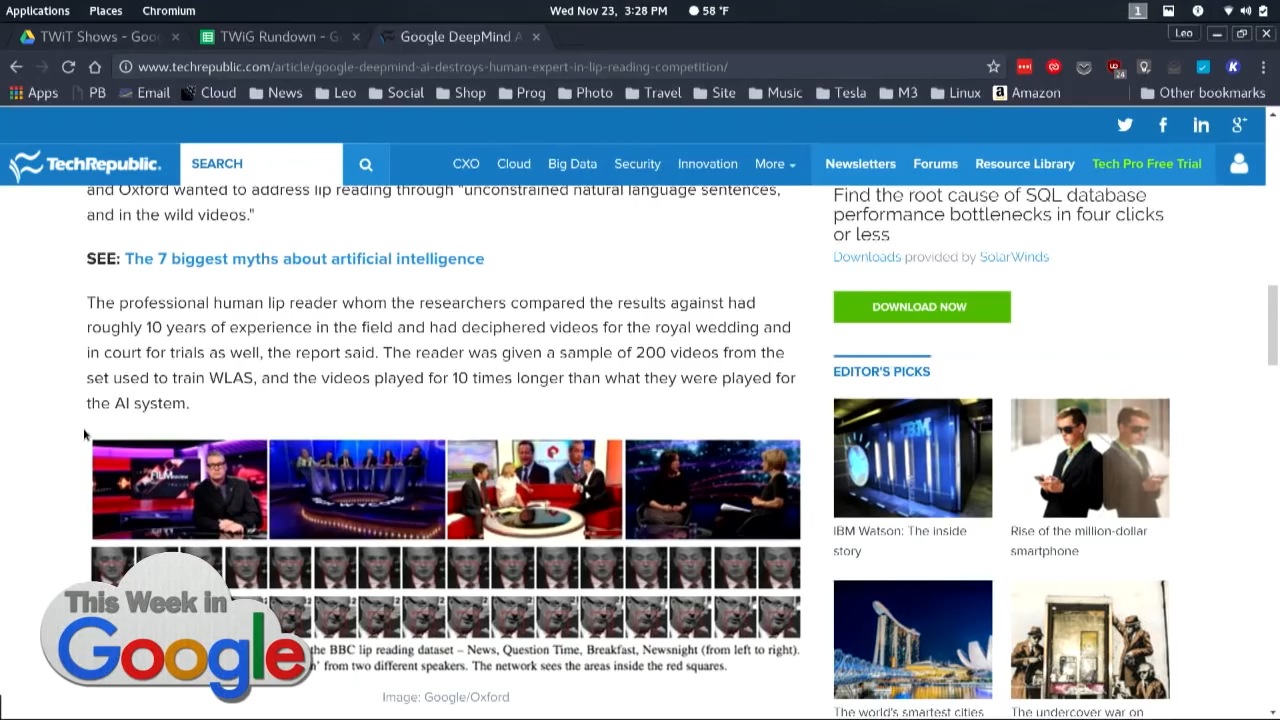 Applications Places Chromium
Wed Nov 23, 3:28 PM 58 °F
1
TWiT Shows - Goo
TWiG Rundown - G
Google DeepMind A
Leo
www.techrepublic.com/article/google-deepmind-ai-destroys-human-expert-in-lip-reading-competition/
24
Apps PB Email Cloud News Leo Social Shop Prog Photo Travel Site Music Tesla M3 Linux Amazon Other bookmarks
TechRepublic.
SEARCH
CXO Cloud Big Data Security Innovation More
Newsletters Forums Resource Library Tech Pro Free Trial
and Oxford wanted to address lip reading through "unconstrained natural language sentences,
and in the wild videos."
SEE: The 7 biggest myths about artificial intelligence
The professional human lip reader whom the researchers compared the results against had
roughly 10 years of experience in the field and had deciphered videos for the royal wedding and
in court for trials as well, the report said. The reader was given a sample of 200 videos from the
set used to train WLAS, and the videos played for 10 times longer than what they were played for
the AI system.
the BBC lip reading dataset – News, Question Time, Breakfast, Newsnight (from left to right).
n' from two different speakers. The network sees the areas inside the red squares.
Image: Google/Oxford
This Week in
Google
Find the root cause of SQL database
performance bottlenecks in four clicks
or less
Downloads provided by SolarWinds
DOWNLOAD NOW
EDITOR'S PICKS
IBM
IBM Watson: The inside
story
Rise of the million-dollar
smartphone
The world's smartest cities
The undercover war on